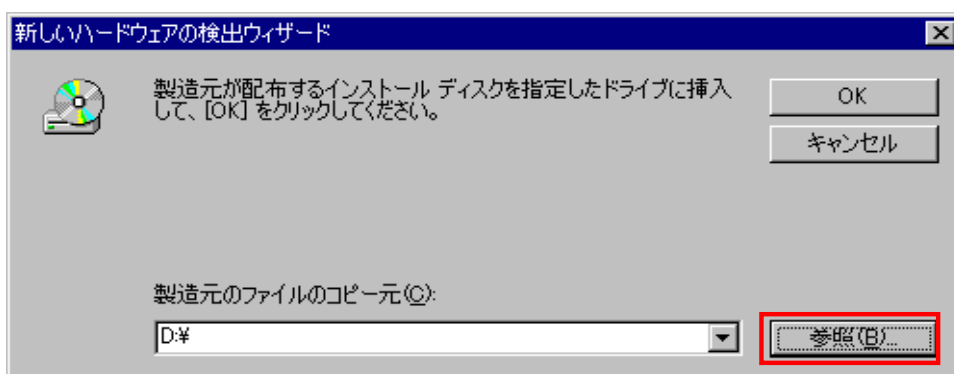 新しいハードウェアの検出ウィザード
製造元が配布するインストール ディスクを指定したドライブに挿入
して、[OK] をクリックしてください。
OK
キャンセル
製造元のファイルのコピー元(C):
D:¥
参照(B)...